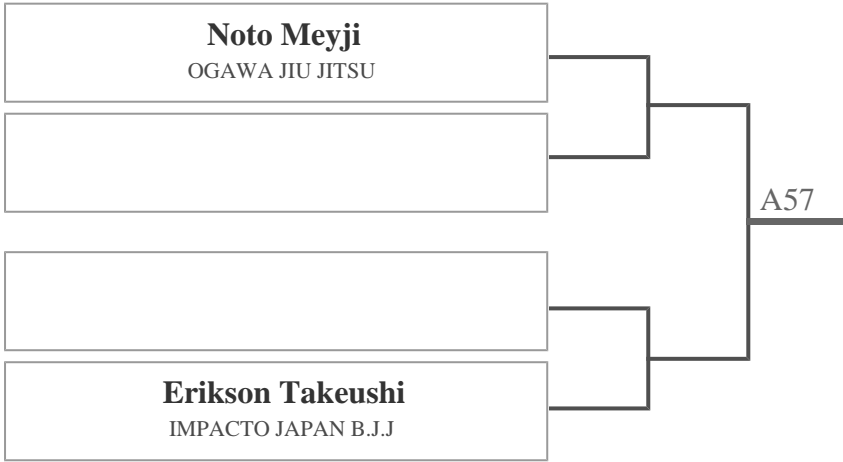 Noto Meyji
OGAWA JIU JITSU
A57
Erikson Takeushi
IMPACTO JAPAN B.J.J